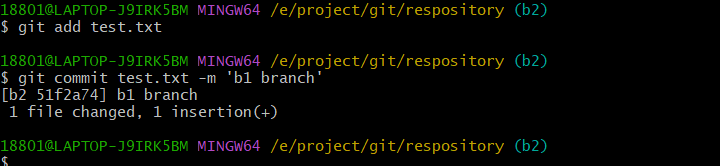 18801@LAPTOP-J9IRK5BM MINGW64 /e/project/git/respository (b2)
$ git add test.txt
18801@LAPTOP-J9IRK5BM MINGW64 /e/project/git/respository (b2)
$ git commit test.txt -m 'b1 branch'
[b2 51f2a74] b1 branch
 1 file changed, 1 insertion(+)
18801@LAPTOP-J9IRK5BM MINGW64 /e/project/git/respository (b2)
$